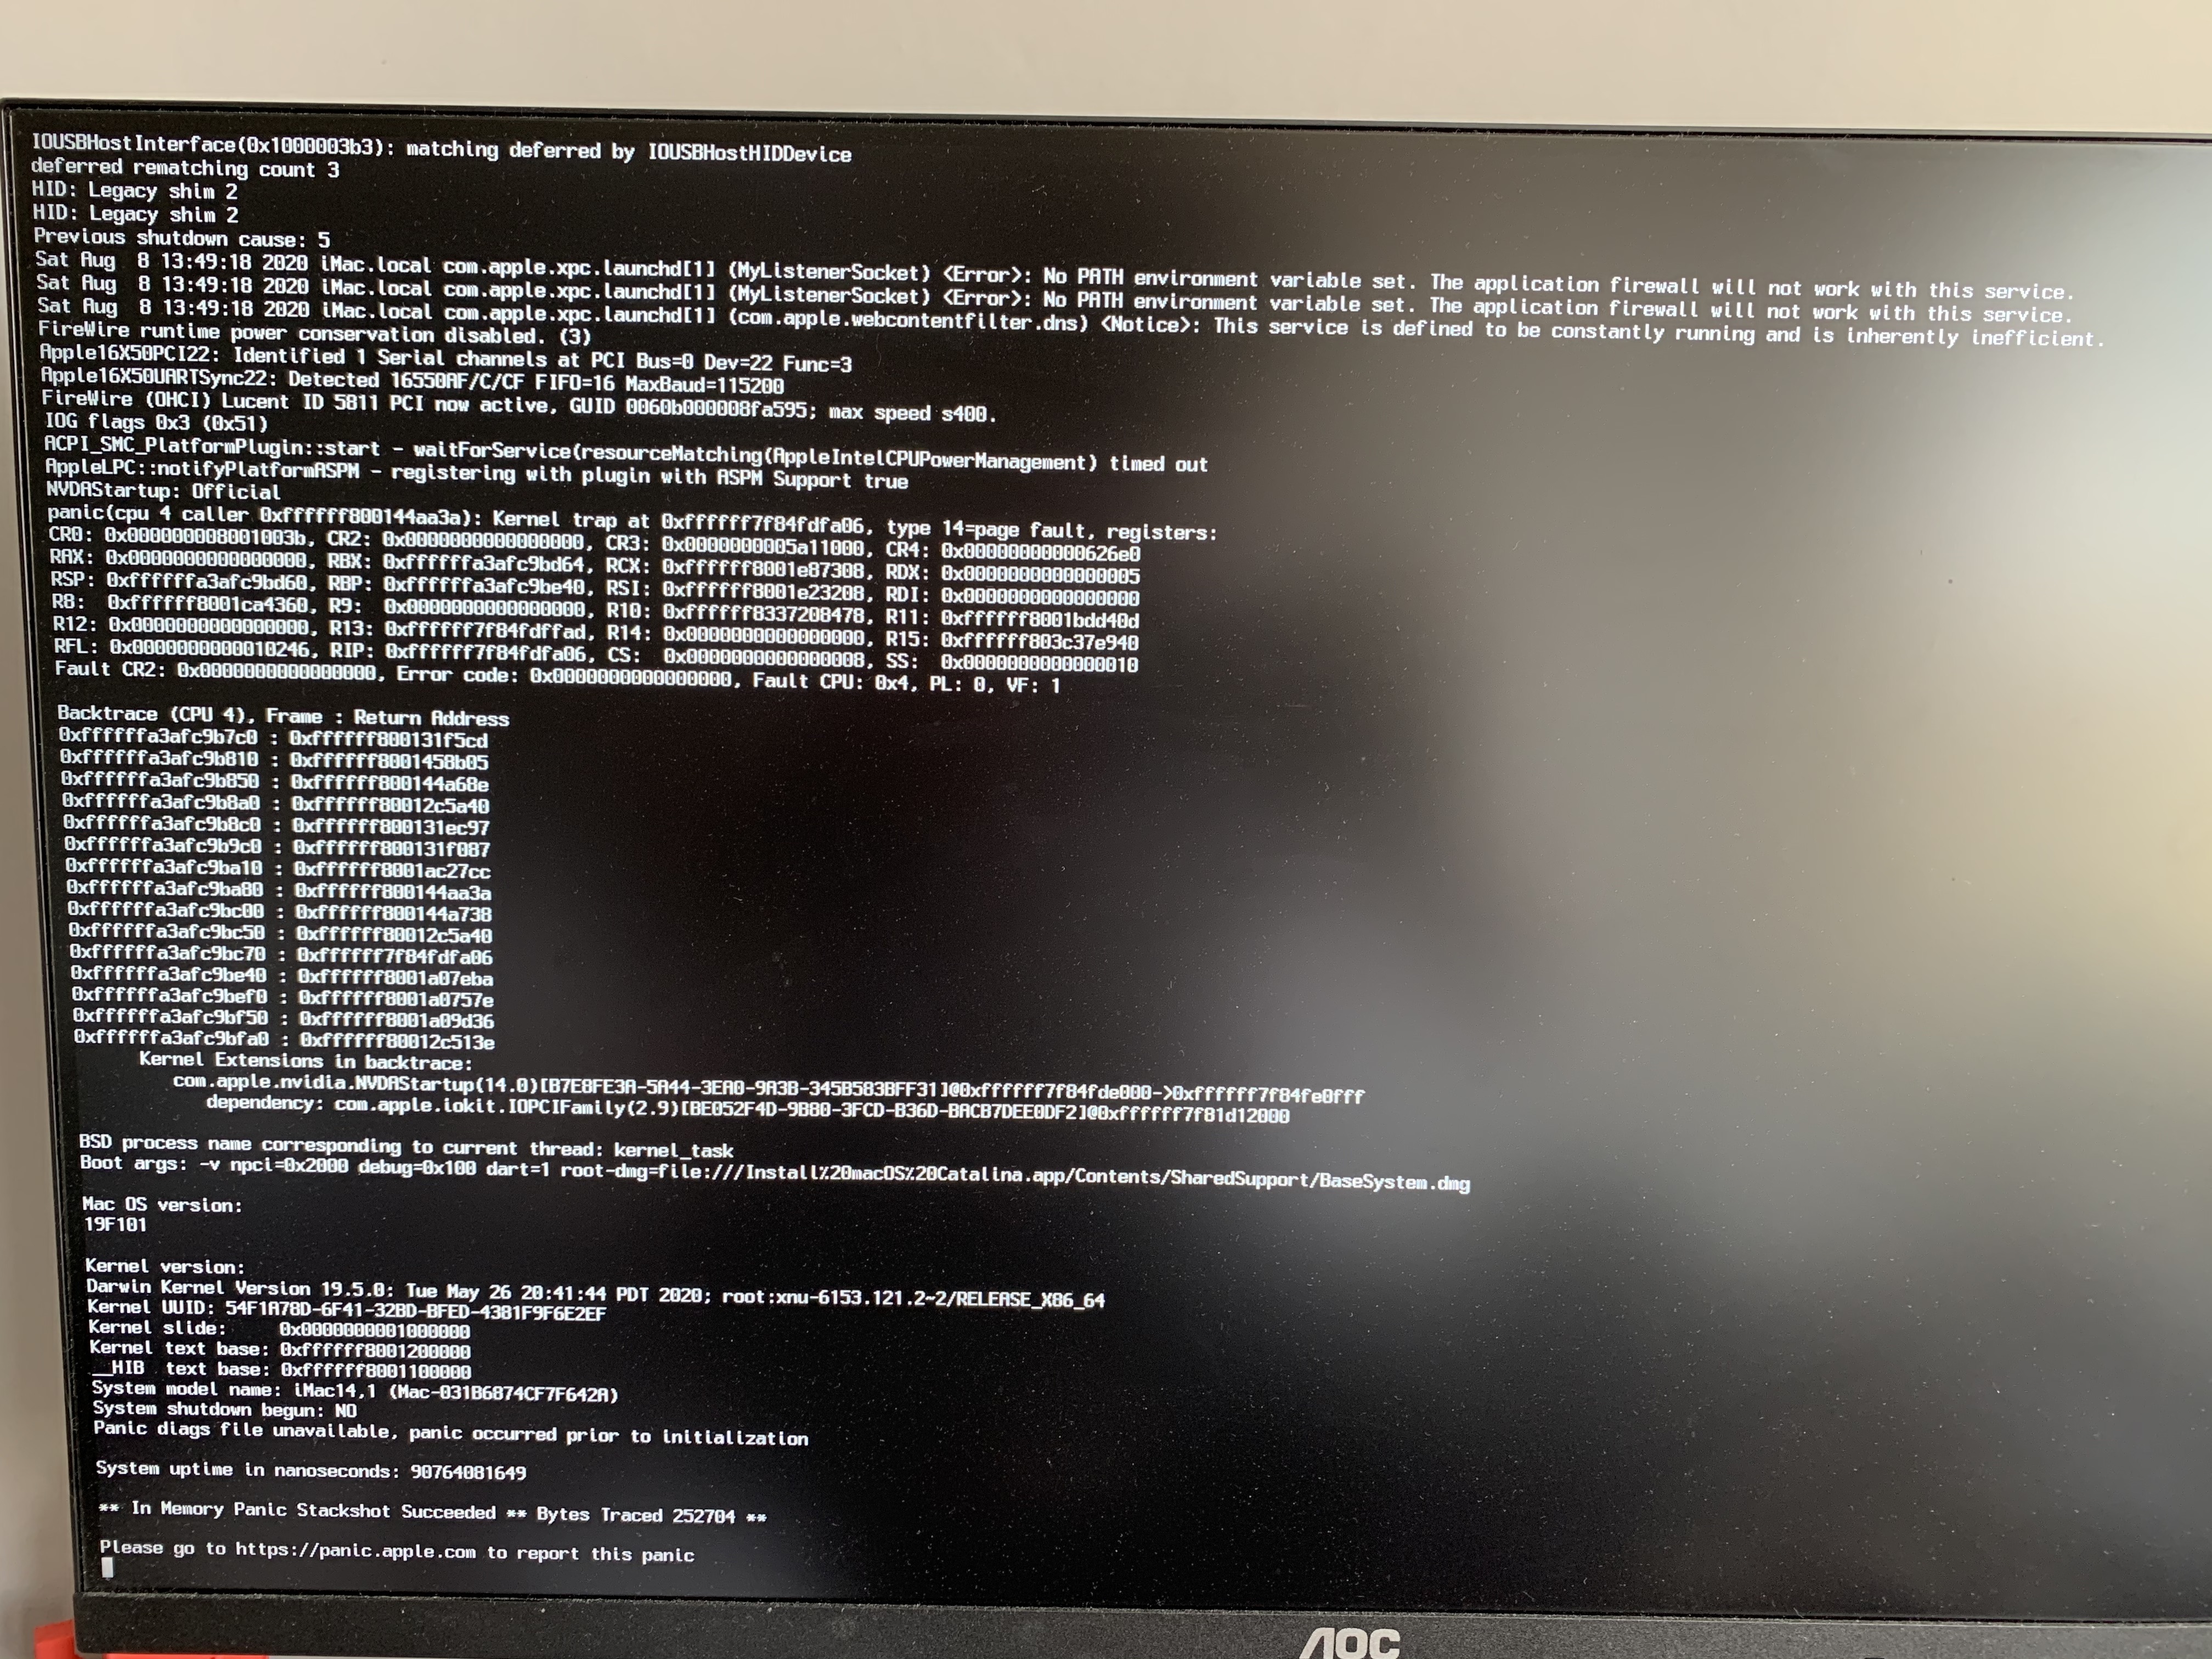 IOUSBHostInterface(0x1000003b3): matching deferred by IOUSBHostHIDDevice
deferred rematching count 3
HID: Legacy shim 2
HID: Legacy shim 2
Previous shutdown cause: 5
Sat Aug  8 13:49:18 2020 iMac.local com.apple.xpc.launchd[1] (MyListenerSocket) <Error>: No PATH environment variable set. The application firewall will not work with this service.
Sat Aug  8 13:49:18 2020 iMac.local com.apple.xpc.launchd[1] (MyListenerSocket) <Error>: No PATH environment variable set. The application firewall will not work with this service.
Sat Aug  8 13:49:18 2020 iMac.local com.apple.xpc.launchd[1] (com.apple.webcontentfilter.dns) <Notice>: This service is defined to be constantly running and is inherently inefficient.
FireWire runtime power conservation disabled. (3)
Apple16X50PCI22: Identified 1 Serial channels at PCI Bus=0 Dev=22 Func=3
Apple16X50UARTSync22: Detected 16550AF/C/CF FIFO=16 MaxBaud=115200
FireWire (OHCI) Lucent ID 5811 PCI now active, GUID 0060b000008fa595; max speed s400.
IOG flags 0x3 (0x51)
ACPI_SMC_PlatformPlugin::start - waitForService(resourceMatching(AppleIntelCPUPowerManagement) timed out
AppleLPC::notifyPlatformASPM - registering with plugin with ASPM Support true
NVDAStartup: Official
panic(cpu 4 caller 0xffffff800144aa3a): Kernel trap at 0xffffff7f84fdfa06, type 14=page fault, registers:
CR0: 0x000000008001003b, CR2: 0x0000000000000000, CR3: 0x0000000005a11000, CR4: 0x00000000000626e0
RAX: 0x0000000000000000, RBX: 0xffffffa3afc9bd64, RCX: 0xffffff8001e87308, RDX: 0x0000000000000005
RSP: 0xffffffa3afc9bd60, RBP: 0xffffffa3afc9be40, RSI: 0xffffff8001e23208, RDI: 0x0000000000000000
R8:  0xffffff8001ca4360, R9:  0x0000000000000000, R10: 0xffffff8337208478, R11: 0xffffff8001bdd40d
R12: 0x0000000000000000, R13: 0xffffff7f84fdffad, R14: 0x0000000000000000, R15: 0xffffff803c37e940
RFL: 0x0000000000010246, RIP: 0xffffff7f84fdfa06, CS:  0x0000000000000008, SS:  0x0000000000000010
Fault CR2: 0x0000000000000000, Error code: 0x0000000000000000, Fault CPU: 0x4, PL: 0, VF: 1
Backtrace (CPU 4), Frame : Return Address
0xffffffa3afc9b7c0 : 0xffffff800131f5cd
0xffffffa3afc9b810 : 0xffffff8001458b05
0xffffffa3afc9b850 : 0xffffff800144a68e
0xffffffa3afc9b8a0 : 0xffffff80012c5a40
0xffffffa3afc9b8c0 : 0xffffff800131ec97
0xffffffa3afc9b9c0 : 0xffffff800131f087
0xffffffa3afc9ba10 : 0xffffff8001ac27cc
0xffffffa3afc9ba80 : 0xffffff800144aa3a
0xffffffa3afc9bc00 : 0xffffff800144a738
0xffffffa3afc9bc50 : 0xffffff80012c5a40
0xffffffa3afc9bc70 : 0xffffff7f84fdfa06
0xffffffa3afc9be40 : 0xffffff8001a07eba
0xffffffa3afc9bef0 : 0xffffff8001a0757e
0xffffffa3afc9bf50 : 0xffffff8001a09d36
0xffffffa3afc9bfa0 : 0xffffff80012c513e
Kernel Extensions in backtrace:
com.apple.nvidia.NVDAStartup(14.0)[B7E8FE3A-5A44-3EA0-9A3B-345B583BFF31]@0xffffff7f84fde000->0xffffff7f84fe0fff
dependency: com.apple.iokit.IOPCIFamily(2.9)[BE052F4D-9B80-3FCD-B36D-BACB7DEE0DF2]@0xffffff7f81d12000
BSD process name corresponding to current thread: kernel_task
Boot args: -v npci=0x2000 debug=0x100 dart=1 root-dmg=file:///Install%20macOS%20Catalina.app/Contents/SharedSupport/BaseSystem.dmg
Mac OS version:
19F101
Kernel version:
Darwin Kernel Version 19.5.0: Tue May 26 20:41:44 PDT 2020; root:xnu-6153.121.2~2/RELEASE_X86_64
Kernel UUID: 54F1A78D-6F41-32BD-BFED-4381F9F6E2EF
Kernel slide:     0x0000000001000000
Kernel text base: 0xffffff8001200000
__HIB  text base: 0xffffff8001100000
System model name: iMac14,1 (Mac-031B6874CF7F642A)
System shutdown begun: NO
Panic diags file unavailable, panic occurred prior to initialization
System uptime in nanoseconds: 90764081649
** In Memory Panic Stackshot Succeeded ** Bytes Traced 252704 **
Please go to https://panic.apple.com to report this panic
AOC